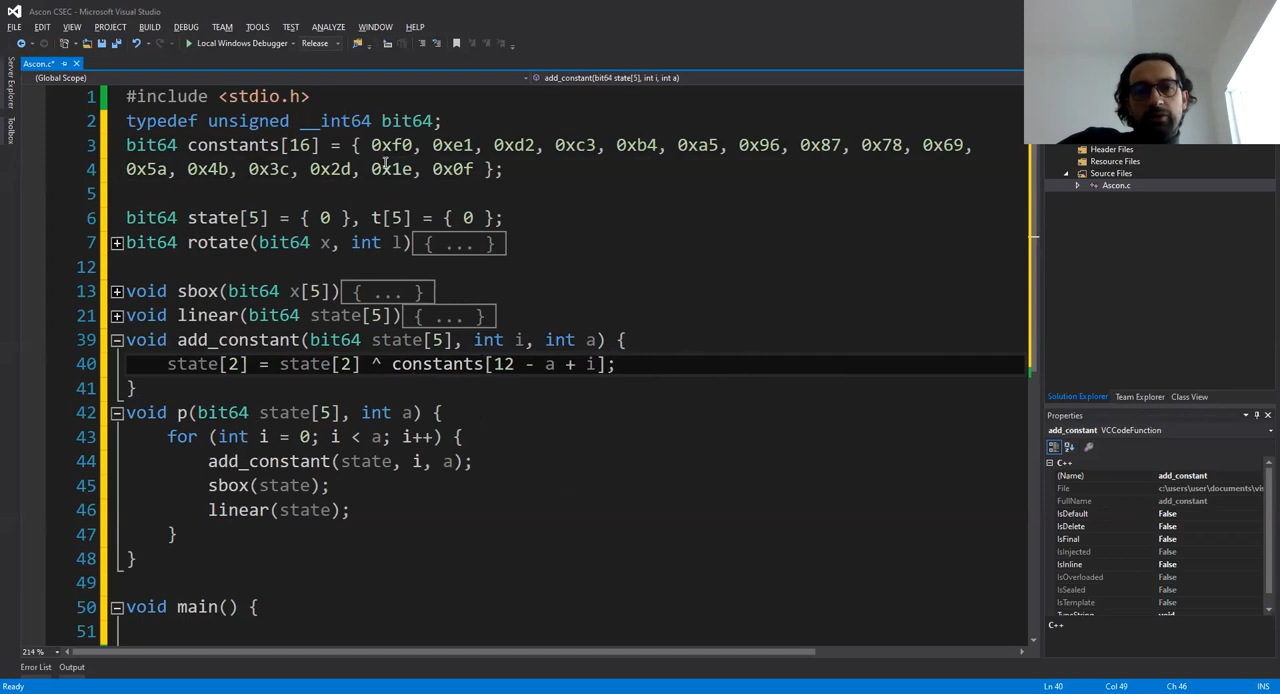 Ascon CSEC - Microsoft Visual Studio
FILE EDIT VIEW PROJECT BUILD DEBUG TEAM TOOLS TEST ANALYZE WINDOW HELP
Local Windows Debugger Release
Ascon.c*
(Global Scope) add_constant(bit64 state[5], int i, int a)
Server Explorer
Toolbox
1 #include <stdio.h>
2 typedef unsigned __int64 bit64;
3 bit64 constants[16] = { 0xf0, 0xe1, 0xd2, 0xc3, 0xb4, 0xa5, 0x96, 0x87, 0x78, 0x69,
4 0x5a, 0x4b, 0x3c, 0x2d, 0x1e, 0x0f };
5
6 bit64 state[5] = { 0 }, t[5] = { 0 };
7 bit64 rotate(bit64 x, int l){ ... }
12
13 void sbox(bit64 x[5]){ ... }
21 void linear(bit64 state[5]){ ... }
39 void add_constant(bit64 state[5], int i, int a) {
40 state[2] = state[2] ^ constants[12 - a + i];
41 }
42 void p(bit64 state[5], int a) {
43 for (int i = 0; i < a; i++) {
44 add_constant(state, i, a);
45 sbox(state);
46 linear(state);
47 }
48 }
49
50 void main() {
51
214 %
Error List Output
Ready Ln 40 Col 49 Ch 46 INS
Header Files
Resource Files
Source Files
Ascon.c
Solution Explorer Team Explorer Class View
Properties
add_constant VCCodeFunction
C++
(Name) add_constant
File c:\users\user\documents\vis
FullName add_constant
IsDefault False
IsDelete False
IsFinal False
IsInjected False
IsInline False
IsOverloaded False
IsSealed False
IsTemplate False
C++